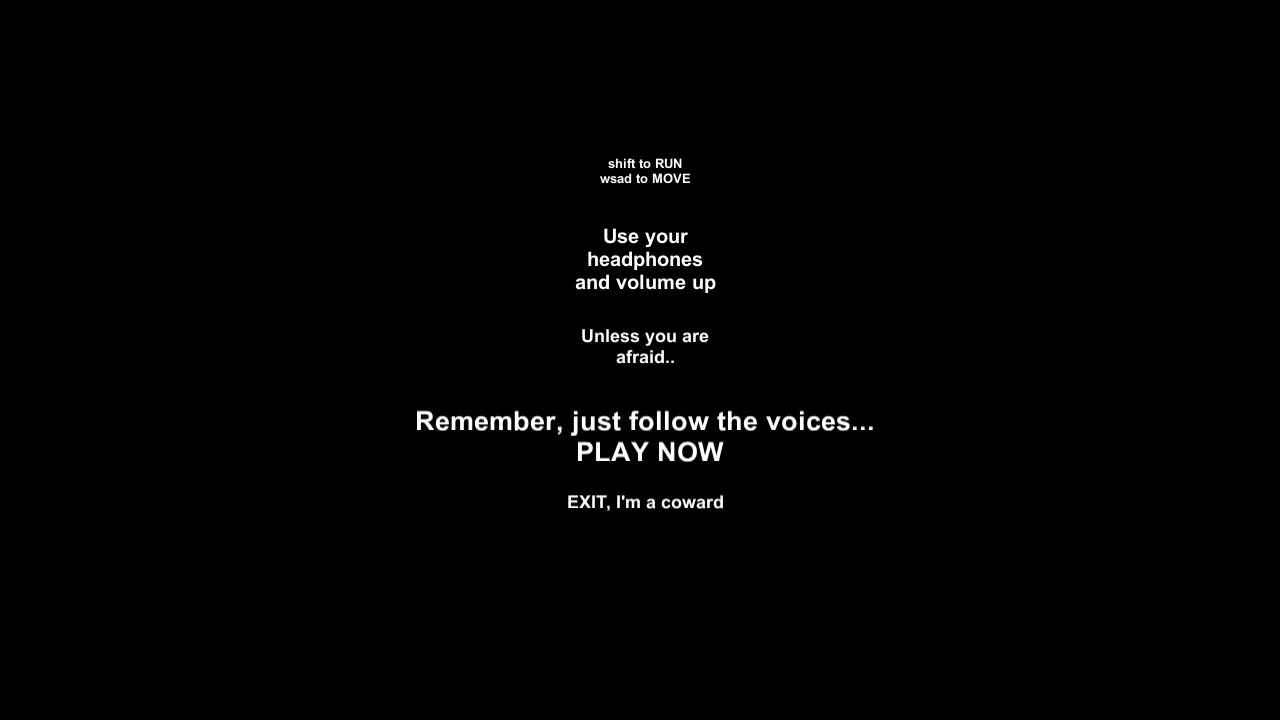 shift to RUN
wsad to MOVE
Use your
headphones
and volume up
Unless you are
afraid..
Remember, just follow the voices...
PLAY NOW
EXIT, I'm a coward